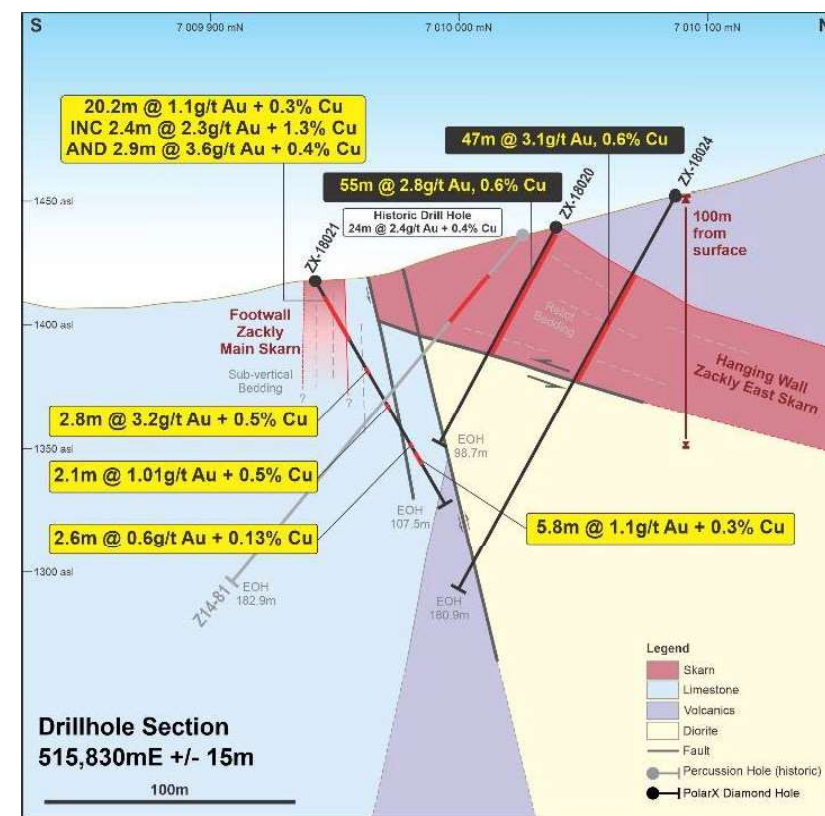 S
7 009 900 mN
7 010 000 mN
7 010 100 mN
N
20.2m @ 1.1g/t Au + 0.3% Cu
INC 2.4m @ 2.3g/t Au + 1.3% Cu
AND 2.9m @ 3.6g/t Au + 0.4% Cu
47m @ 3.1g/t Au, 0.6% Cu
55m @ 2.8g/t Au, 0.6% Cu
Historic Drill Hole
24m @ 2.4g/t Au + 0.4% Cu
ZX-18021
ZX-18020
ZX-18024
1450 asl
100m
from
surface
1400 asl
Footwall
Zackly
Main Skarn
Sub-vertical
Bedding
?
?
Relict
Bedding
Hanging Wall
Zackly East Skarn
2.8m @ 3.2g/t Au + 0.5% Cu
1350 asl
EOH
98.7m
2.1m @ 1.01g/t Au + 0.5% Cu
EOH
107.5m
2.6m @ 0.6g/t Au + 0.13% Cu
5.8m @ 1.1g/t Au + 0.3% Cu
1300 asl
Z14-81
EOH
182.9m
EOH
180.9m
Legend
Skarn
Limestone
Volcanics
Diorite
Fault
Percussion Hole (historic)
PolarX Diamond Hole
Drillhole Section
515,830mE +/- 15m
100m